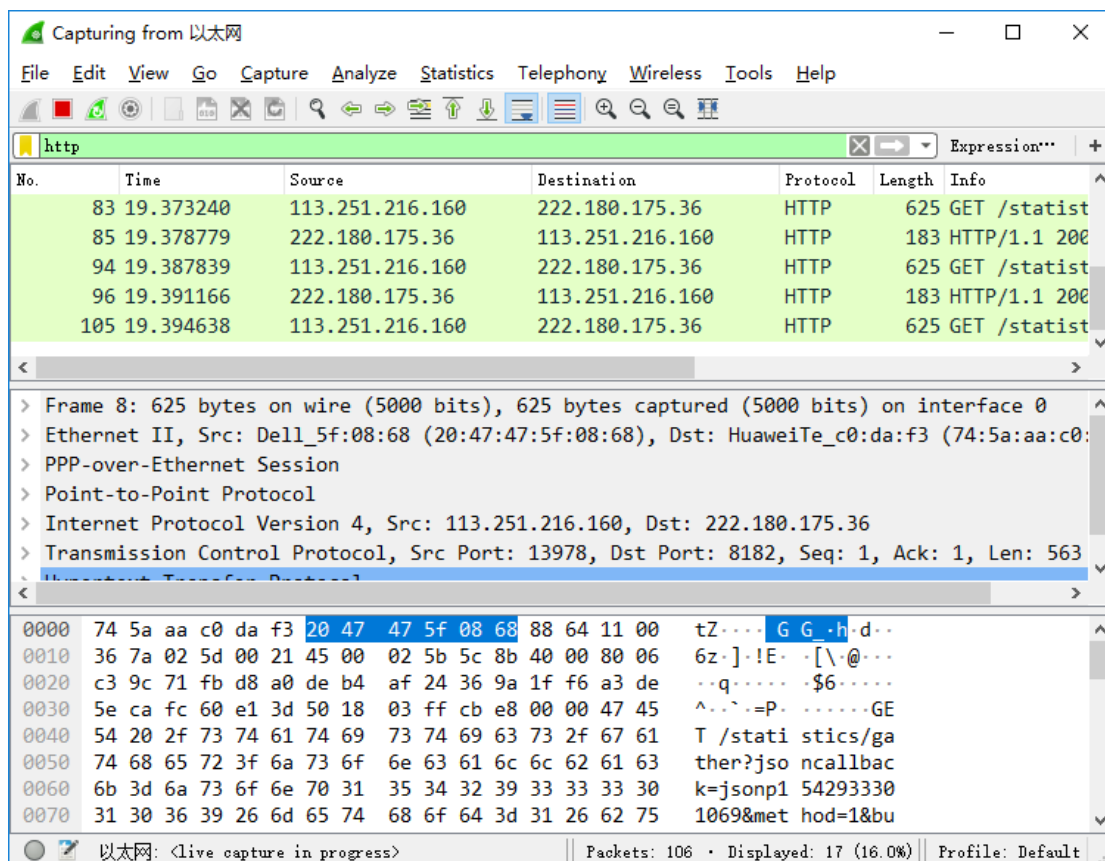 Capturing from 以太网
File Edit View Go Capture Analyze Statistics Telephony Wireless Tools Help
http Expression… +
No. Time Source Destination Protocol Length Info
83 19.373240 113.251.216.160 222.180.175.36 HTTP 625 GET /statist
85 19.378779 222.180.175.36 113.251.216.160 HTTP 183 HTTP/1.1 200
94 19.387839 113.251.216.160 222.180.175.36 HTTP 625 GET /statist
96 19.391166 222.180.175.36 113.251.216.160 HTTP 183 HTTP/1.1 200
105 19.394638 113.251.216.160 222.180.175.36 HTTP 625 GET /statist
> Frame 8: 625 bytes on wire (5000 bits), 625 bytes captured (5000 bits) on interface 0
> Ethernet II, Src: Dell_5f:08:68 (20:47:47:5f:08:68), Dst: HuaweiTe_c0:da:f3 (74:5a:aa:c0:
> PPP-over-Ethernet Session
> Point-to-Point Protocol
> Internet Protocol Version 4, Src: 113.251.216.160, Dst: 222.180.175.36
> Transmission Control Protocol, Src Port: 13978, Dst Port: 8182, Seq: 1, Ack: 1, Len: 563
> Hypertext Transfer Protocol
0000 74 5a aa c0 da f3 20 47 47 5f 08 68 88 64 11 00 tZ···· G G_·h·d··
0010 36 7a 02 5d 00 21 45 00 02 5b 5c 8b 40 00 80 06 6z·]·!E· ·[\·@···
0020 c3 9c 71 fb d8 a0 de b4 af 24 36 9a 1f f6 a3 de ··q····· ·$6·····
0030 5e ca fc 60 e1 3d 50 18 03 ff cb e8 00 00 47 45 ^··`·=P· ······GE
0040 54 20 2f 73 74 61 74 69 73 74 69 63 73 2f 67 61 T /stati stics/ga
0050 74 68 65 72 3f 6a 73 6f 6e 63 61 6c 6c 62 61 63 ther?jso ncallbac
0060 6b 3d 6a 73 6f 6e 70 31 35 34 32 39 33 33 33 30 k=jsonp1 54293330
0070 31 30 36 39 26 6d 65 74 68 6f 64 3d 31 26 62 75 1069&met hod=1&bu
以太网: <live capture in progress> Packets: 106 · Displayed: 17 (16.0%) Profile: Default